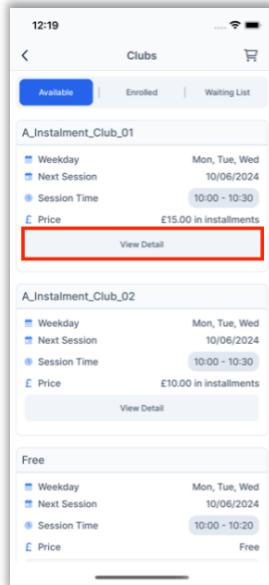 12:19
Clubs
Available | Enrolled | Waiting List
A_Instalment_Club_01
Weekday Mon, Tue, Wed
Next Session 10/06/2024
Session Time 10:00 - 10:30
£ Price £15.00 in installments
View Detail
A_Instalment_Club_02
Weekday Mon, Tue, Wed
Next Session 10/06/2024
Session Time 10:00 - 10:30
£ Price £10.00 in installments
View Detail
Free
Weekday Mon, Tue, Wed
Next Session 10/06/2024
Session Time 10:00 - 10:20
£ Price Free